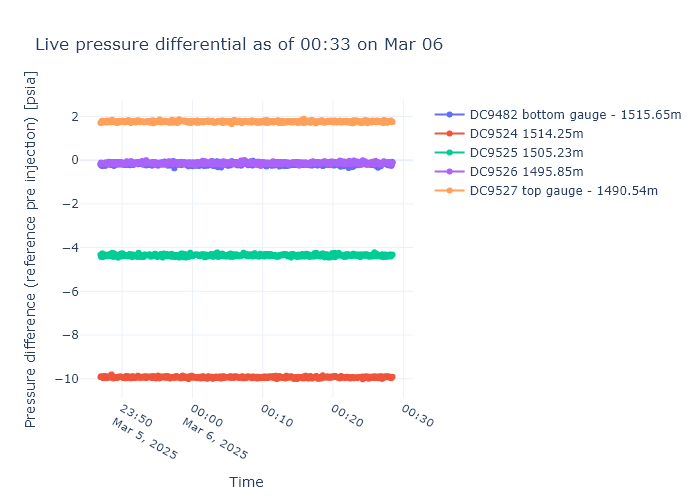 Live pressure differential as of 00:33 on Mar 06
Pressure difference (reference pre injection) [psia]
2
0
−2
−4
−6
−8
−10
23:50
Mar 5, 2025
00:00
Mar 6, 2025
00:10
00:20
00:30
Time
DC9482 bottom gauge - 1515.65m
DC9524 1514.25m
DC9525 1505.23m
DC9526 1495.85m
DC9527 top gauge - 1490.54m